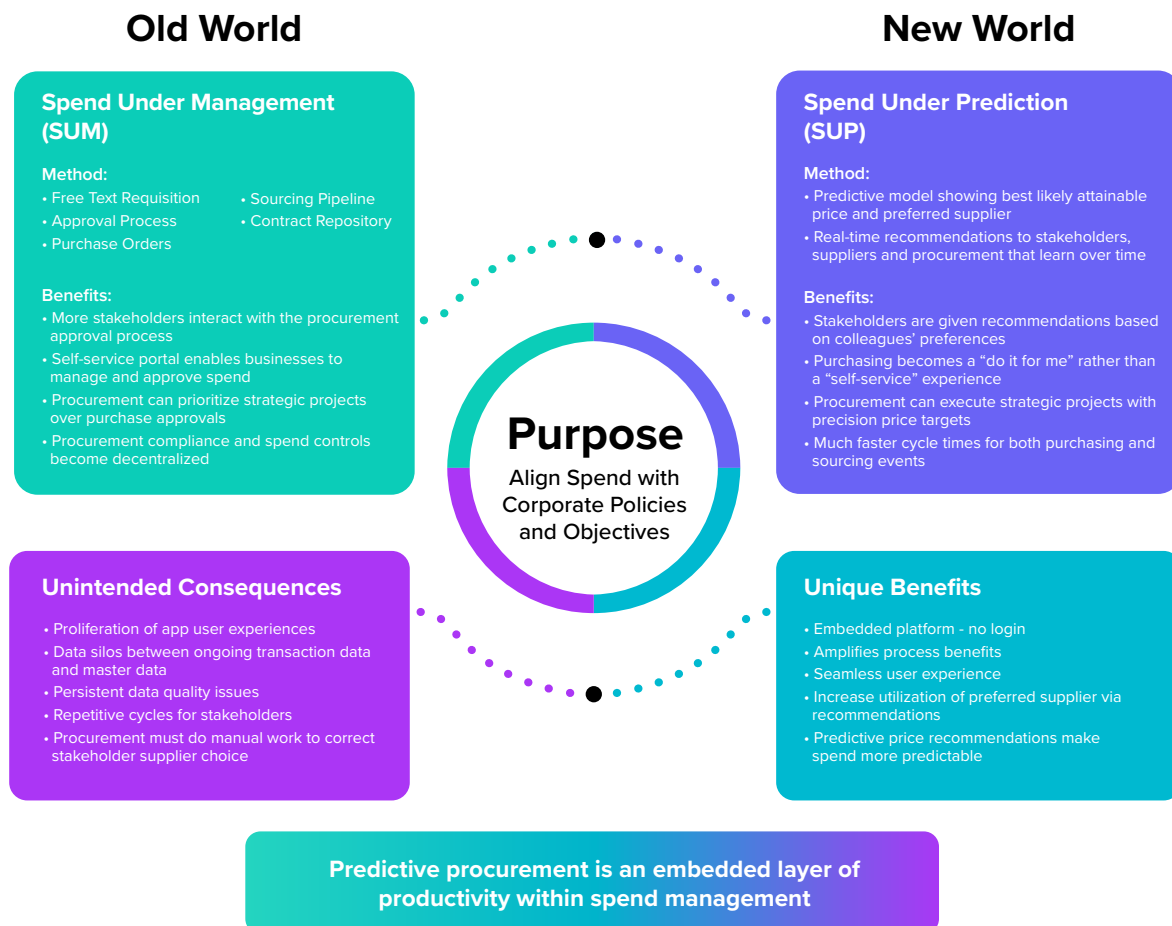 Old World
New World
Spend Under Management
(SUM)
Method:
• Free Text Requisition
• Approval Process
• Purchase Orders
• Sourcing Pipeline
• Contract Repository
Benefits:
• More stakeholders interact with the procurement
approval process
• Self-service portal enables businesses to
manage and approve spend
• Procurement can prioritize strategic projects
over purchase approvals
• Procurement compliance and spend controls
become decentralized
Spend Under Prediction
(SUP)
Method:
• Predictive model showing best likely attainable
price and preferred supplier
• Real-time recommendations to stakeholders,
suppliers and procurement that learn over time
Benefits:
• Stakeholders are given recommendations based
on colleagues’ preferences
• Purchasing becomes a “do it for me” rather than
a “self-service” experience
• Procurement can execute strategic projects with
precision price targets
• Much faster cycle times for both purchasing and
sourcing events
Purpose
Align Spend with
Corporate Policies
and Objectives
Unintended Consequences
• Proliferation of app user experiences
• Data silos between ongoing transaction data
and master data
• Persistent data quality issues
• Repetitive cycles for stakeholders
• Procurement must do manual work to correct
stakeholder supplier choice
Unique Benefits
• Embedded platform - no login
• Amplifies process benefits
• Seamless user experience
• Increase utilization of preferred supplier via
recommendations
• Predictive price recommendations make
spend more predictable
Predictive procurement is an embedded layer of
productivity within spend management